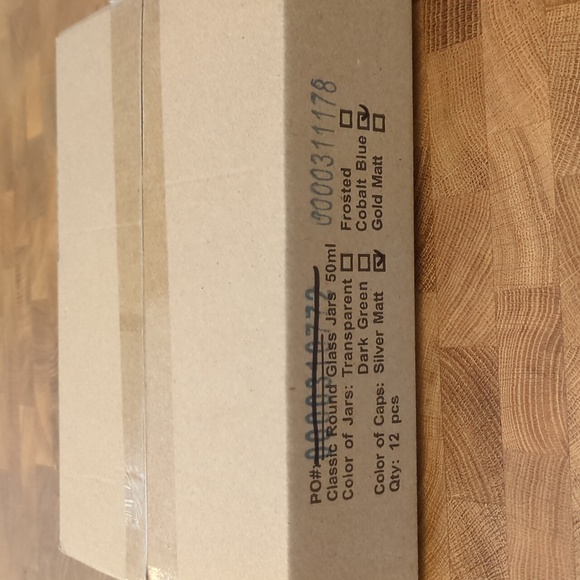 PO#: 0000310772 0000311178
Classic Round Glass Jars 50ml
Color of Jars: Transparent ☐ Frosted ☐
Dark Green ☐ Cobalt Blue ☑
Color of Caps: Silver Matt ☑ Gold Matt ☐
Qty: 12 pcs